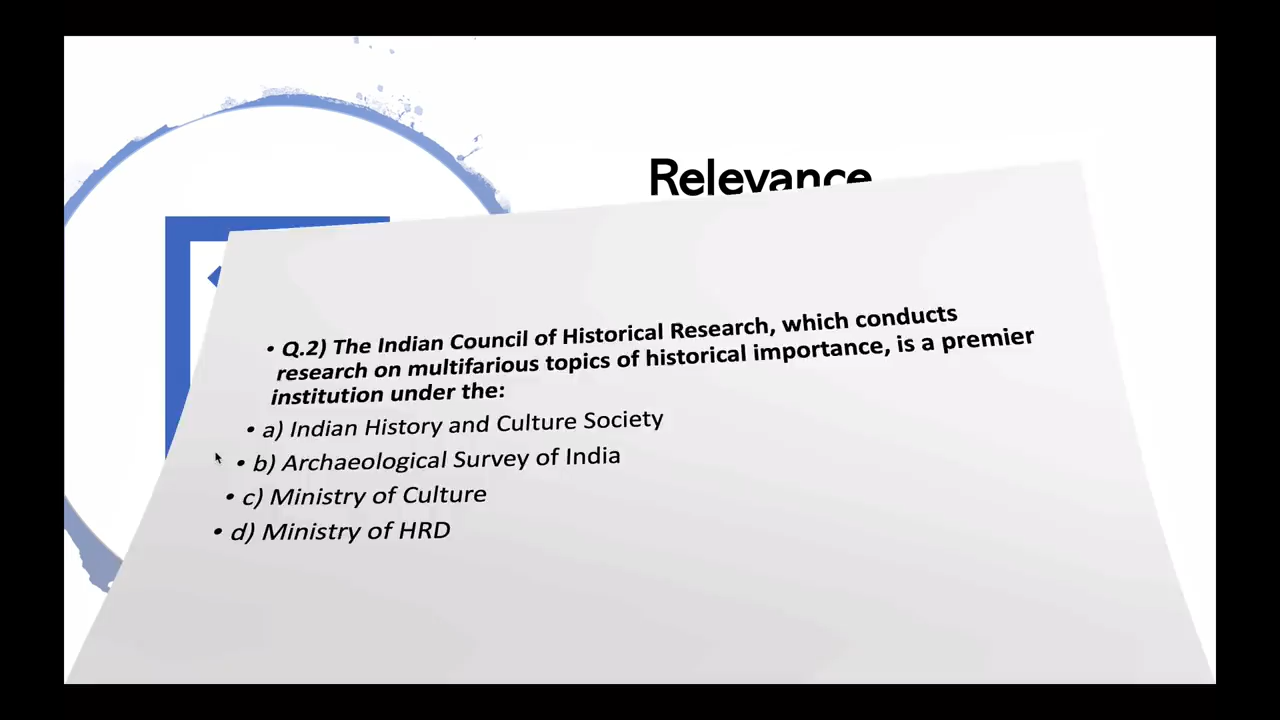 Relevance
• Q.2) The Indian Council of Historical Research, which conducts
research on multifarious topics of historical importance, is a premier
institution under the:
• a) Indian History and Culture Society
• b) Archaeological Survey of India
• c) Ministry of Culture
• d) Ministry of HRD